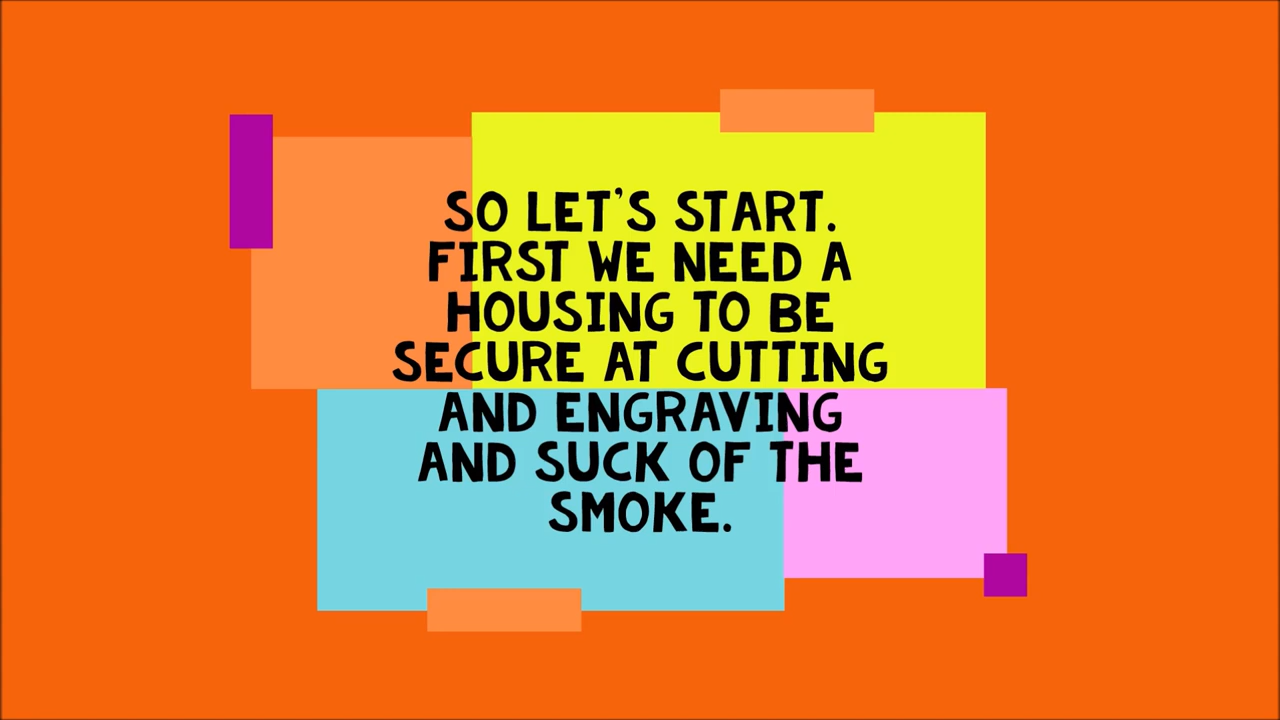 SO LET'S START.
FIRST WE NEED A
HOUSING TO BE
SECURE AT CUTTING
AND ENGRAVING
AND SUCK OF THE
SMOKE.